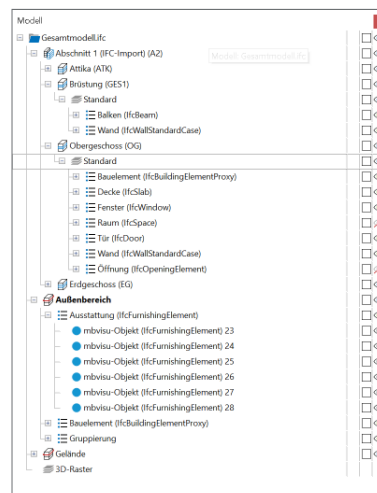 Modell
Gesamtmodell.ifc
Abschnitt 1 (IFC-Import) (A2)
Modell: Gesamtmodell.ifc
Attika (ATK)
Brüstung (GES1)
Standard
Balken (IfcBeam)
Wand (IfcWallStandardCase)
Obergeschoss (OG)
Standard
Bauelement (IfcBuildingElementProxy)
Decke (IfcSlab)
Fenster (IfcWindow)
Raum (IfcSpace)
Tür (IfcDoor)
Wand (IfcWallStandardCase)
Öffnung (IfcOpeningElement)
Erdgeschoss (EG)
Außenbereich
Ausstattung (IfcFurnishingElement)
mbvisu-Objekt (IfcFurnishingElement) 23
mbvisu-Objekt (IfcFurnishingElement) 24
mbvisu-Objekt (IfcFurnishingElement) 25
mbvisu-Objekt (IfcFurnishingElement) 26
mbvisu-Objekt (IfcFurnishingElement) 27
mbvisu-Objekt (IfcFurnishingElement) 28
Bauelement (IfcBuildingElementProxy)
Gruppierung
Gelände
3D-Raster